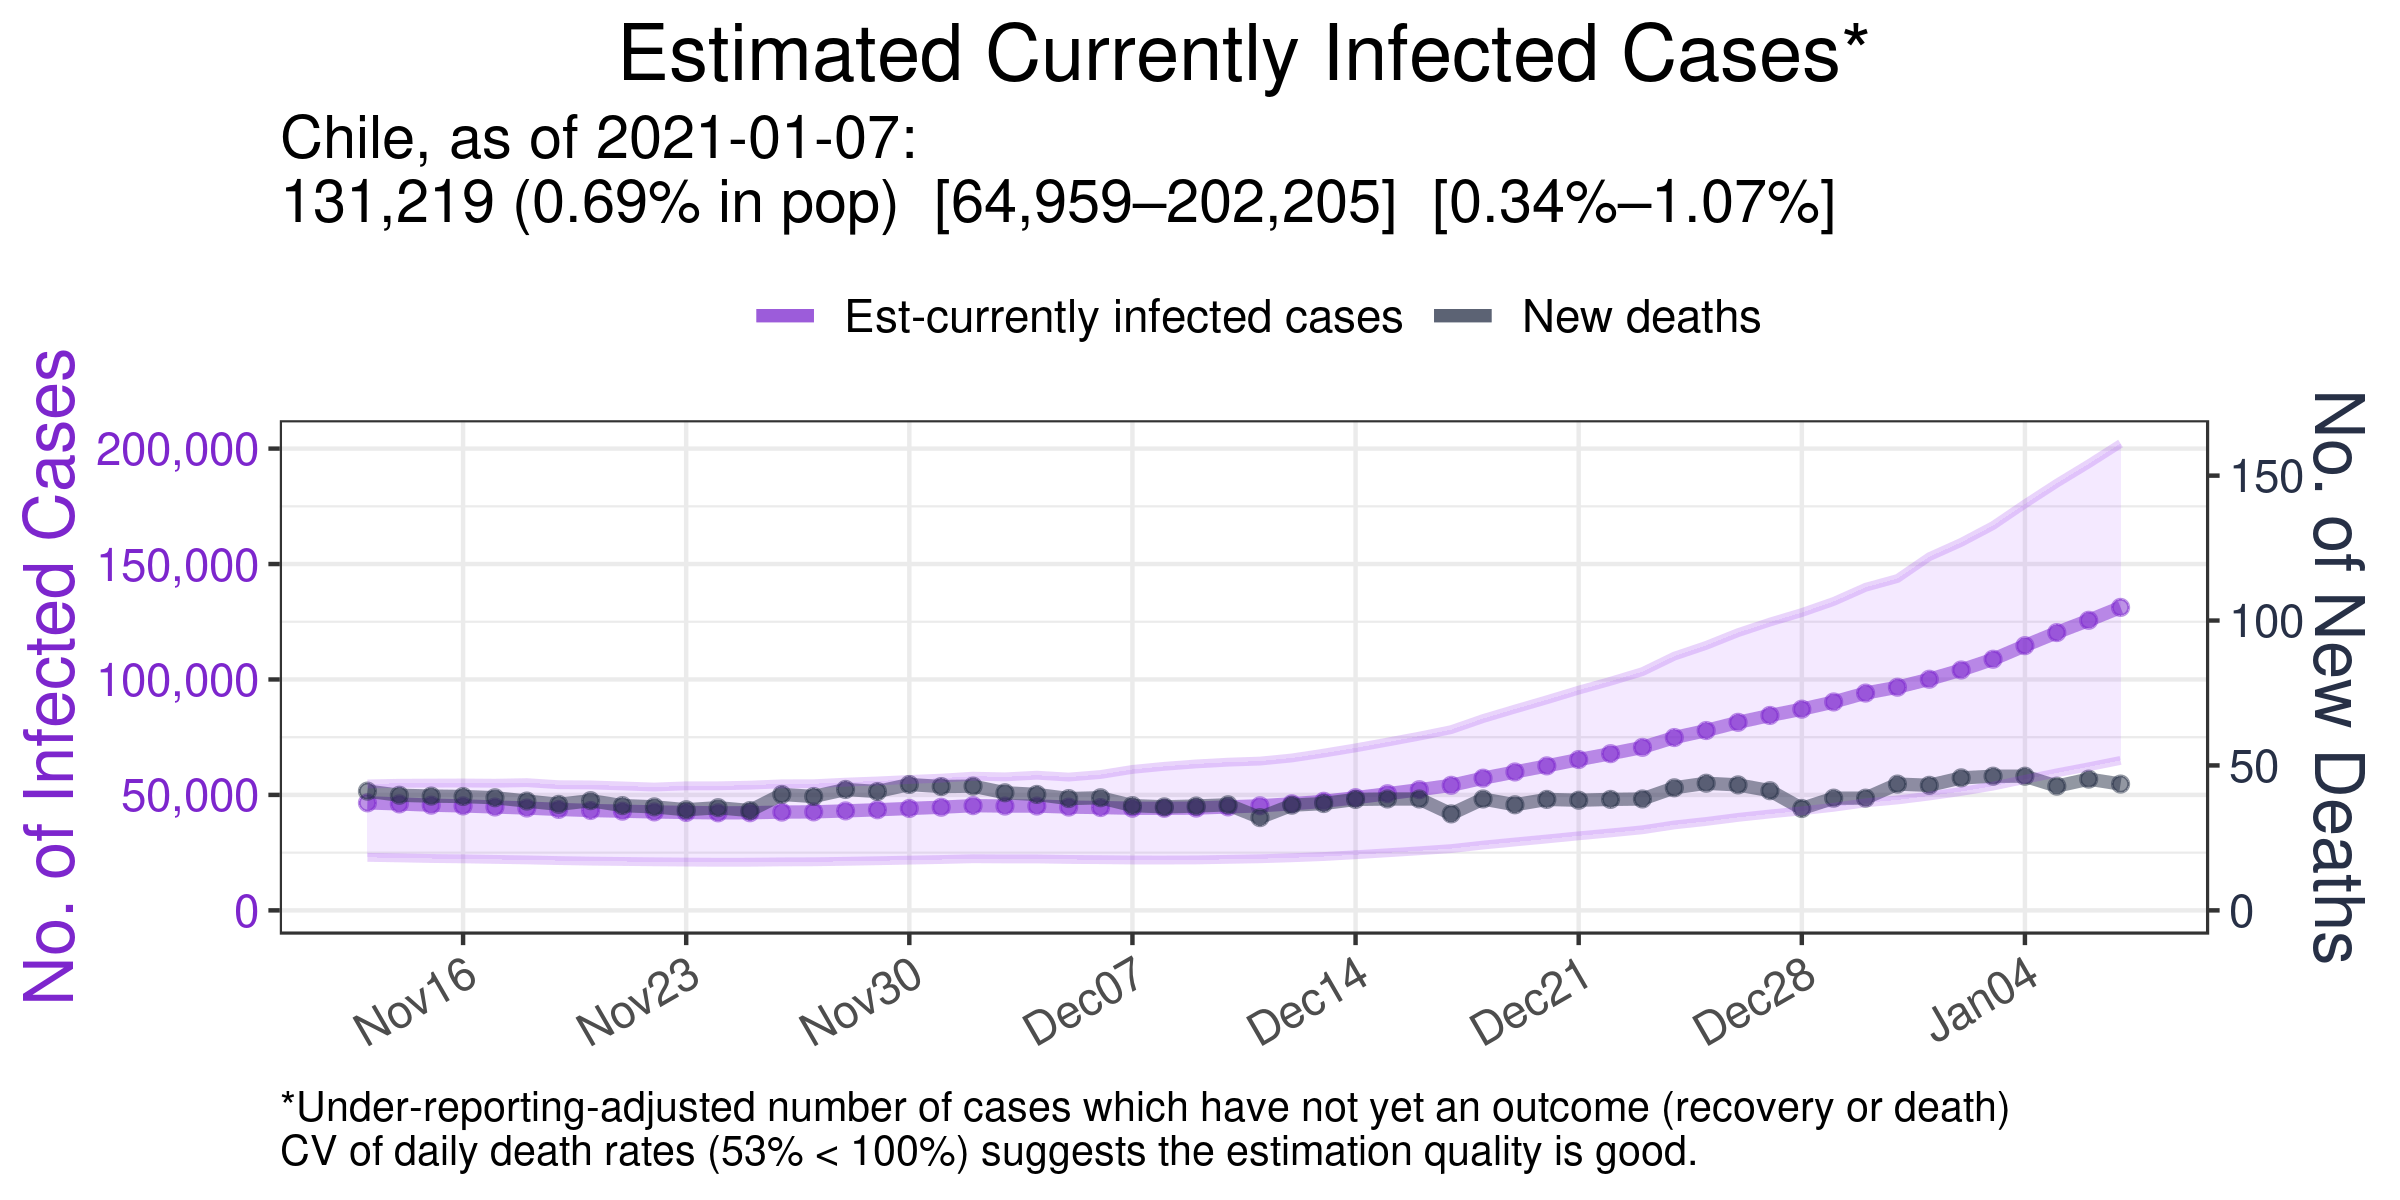 Estimated Currently Infected Cases*
Chile, as of 2021-01-07:
131,219 (0.69% in pop)  [64,959–202,205]  [0.34%–1.07%]
Est-currently infected cases
New deaths
No. of Infected Cases
200,000
150,000
100,000
50,000
0
No. of New Deaths
150
100
50
0
Nov16
Nov23
Nov30
Dec07
Dec14
Dec21
Dec28
Jan04
*Under-reporting-adjusted number of cases which have not yet an outcome (recovery or death)
CV of daily death rates (53% < 100%) suggests the estimation quality is good.